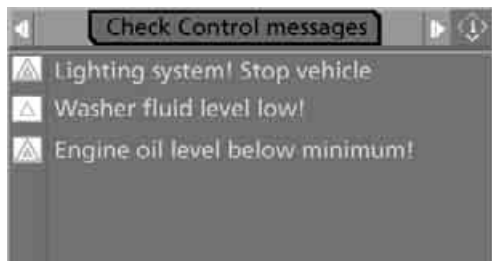 Check Control messages
Lighting system! Stop vehicle
Washer fluid level low!
Engine oil level below minimum!